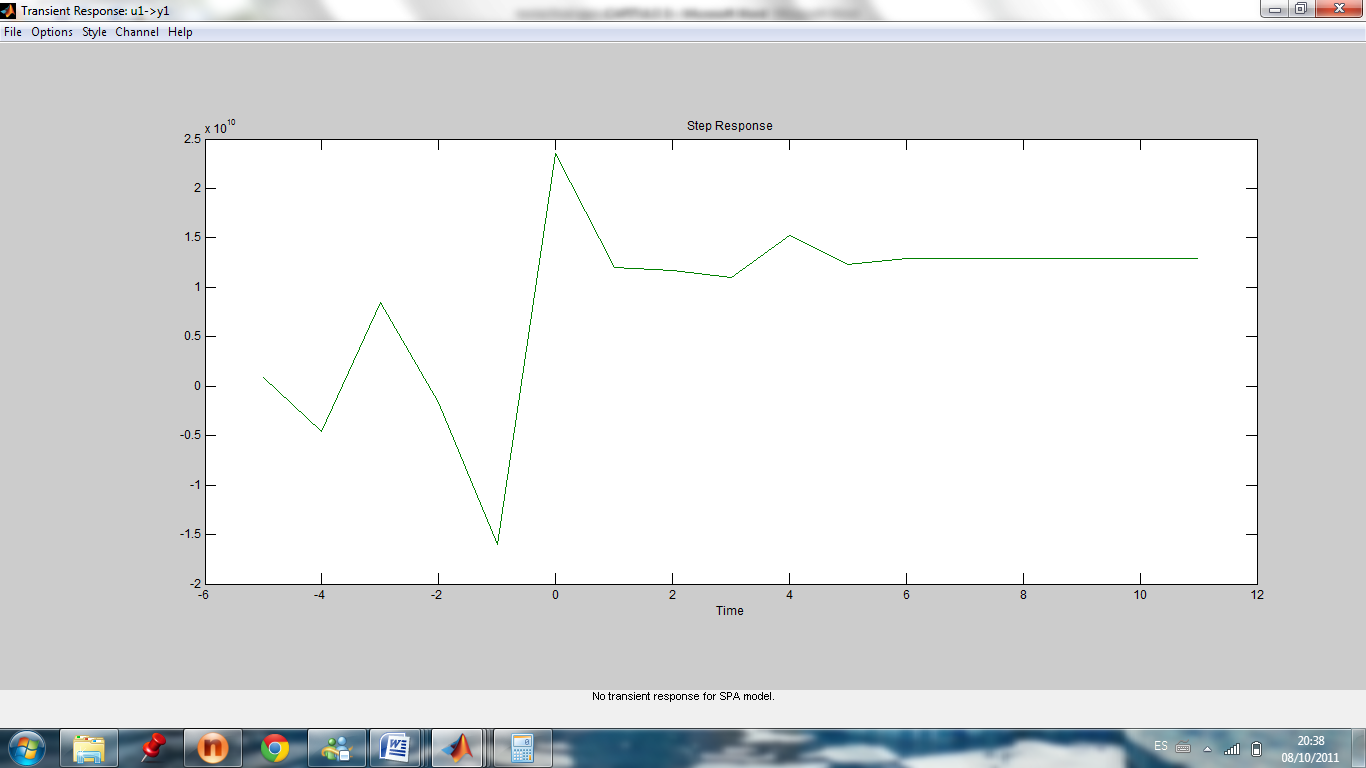 Transient Response: u1->y1
File Options Style Channel Help
x 10^10
Step Response
2.5
2
1.5
1
0.5
0
-0.5
-1
-1.5
-2
-6 -4 -2 0 2 4 6 8 10 12
Time
No transient response for SPA model.
ES
20:38
08/10/2011